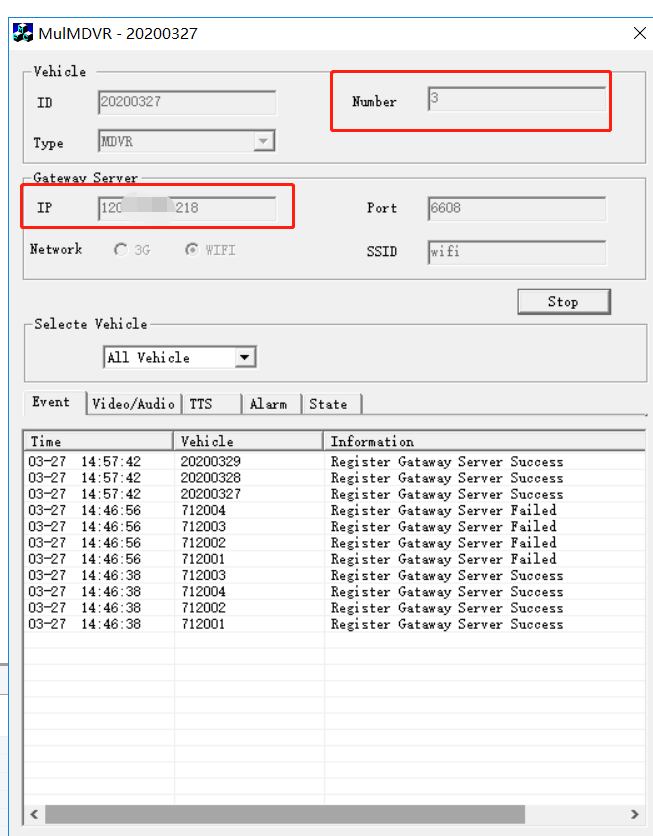 MulMDVR - 20200327
Vehicle
ID 20200327 Number 3
Type MDVR
Gateway Server
IP 120 218 Port 6608
Network 3G WIFI SSID wifi
Stop
Selecte Vehicle
All Vehicle
Event Video/Audio TTS Alarm State
Time Vehicle Information
03-27 14:57:42 20200329 Register Gataway Server Success
03-27 14:57:42 20200328 Register Gataway Server Success
03-27 14:57:42 20200327 Register Gataway Server Success
03-27 14:46:56 712004 Register Gataway Server Failed
03-27 14:46:56 712003 Register Gataway Server Failed
03-27 14:46:56 712002 Register Gataway Server Failed
03-27 14:46:56 712001 Register Gataway Server Failed
03-27 14:46:38 712003 Register Gataway Server Success
03-27 14:46:38 712004 Register Gataway Server Success
03-27 14:46:38 712002 Register Gataway Server Success
03-27 14:46:38 712001 Register Gataway Server Success